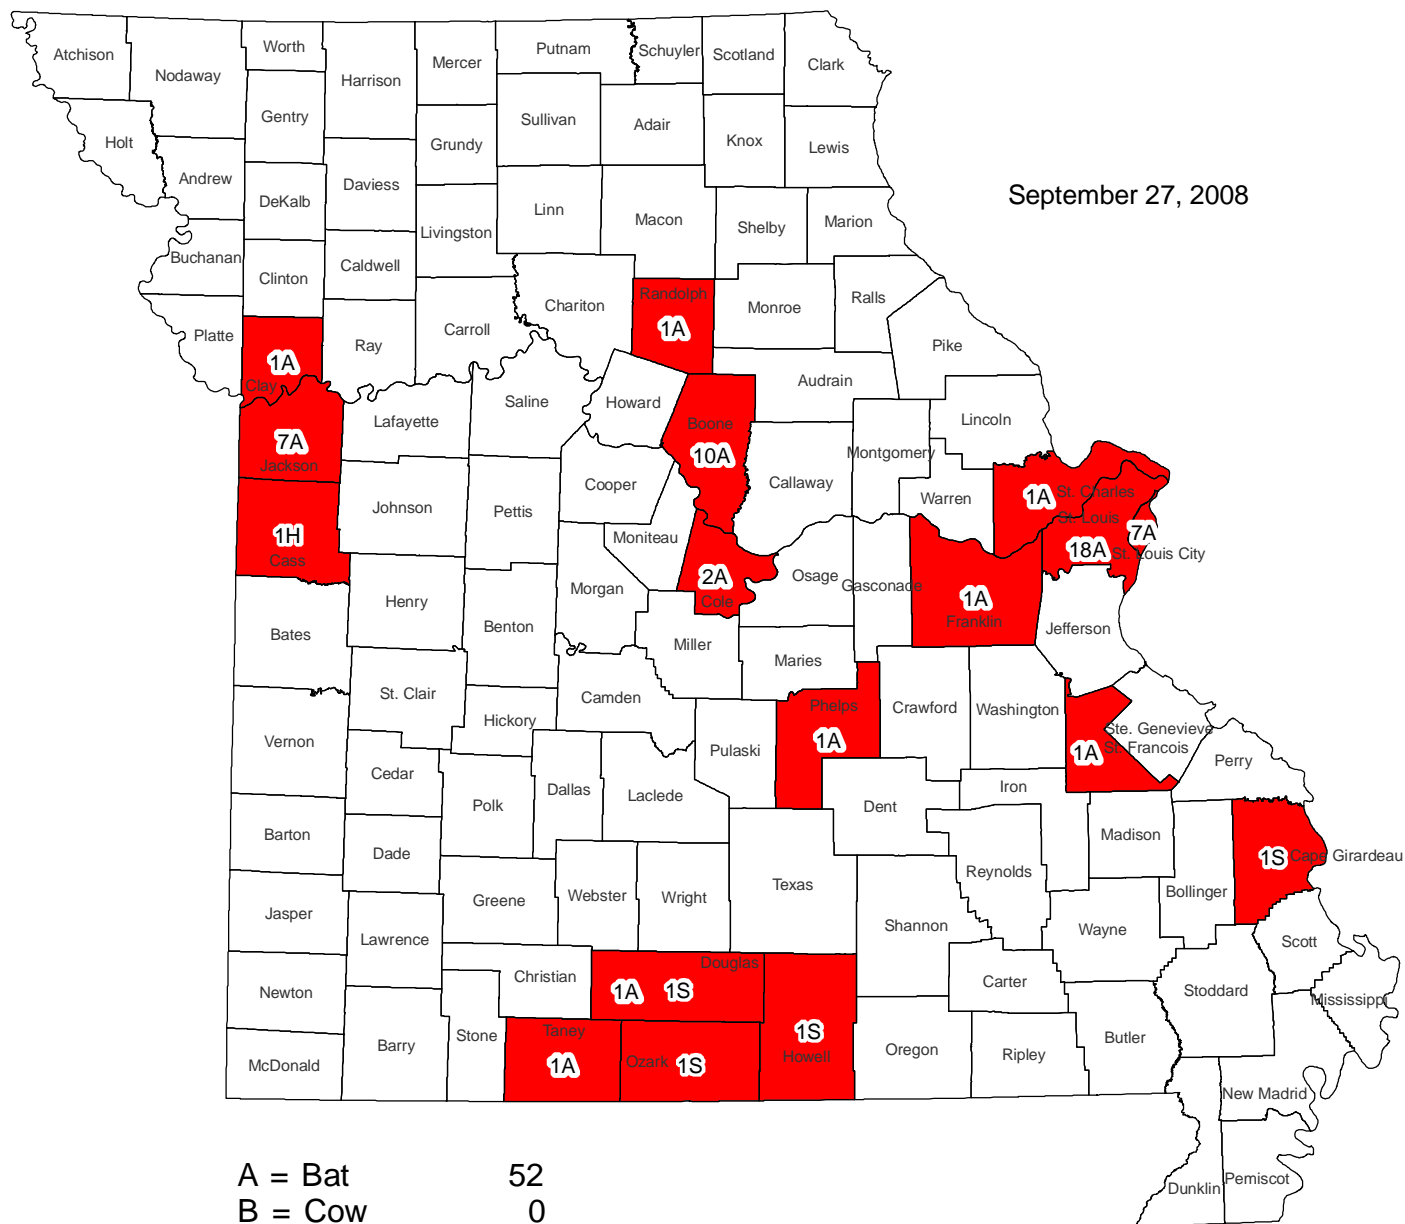 Atchison
Nodaway
Worth
Harrison
Mercer
Putnam
Schuyler
Scotland
Clark
Gentry
Sullivan
Adair
Knox
Lewis
Holt
Andrew
DeKalb
Daviess
Grundy
Linn
Macon
Shelby
Marion
September 27, 2008
Buchanan
Clinton
Caldwell
Livingston
Chariton
Randolph
1A
Monroe
Ralls
Platte
1A
Clay
Ray
Carroll
Pike
Audrain
Saline
Howard
Boone
10A
Lafayette
7A
Jackson
Lincoln
Montgomery
Callaway
Cooper
Warren
1A
St. Charles
St. Louis
7A
18A
St. Louis City
Johnson
Pettis
1H
Cass
Moniteau
2A
Cole
Osage
Gasconade
1A
Franklin
Jefferson
Morgan
Henry
Benton
Bates
Miller
Maries
St. Clair
Camden
Phelps
1A
Crawford
Washington
Hickory
Pulaski
Ste. Genevieve
St. Francois
1A
Perry
Vernon
Cedar
Polk
Dallas
Laclede
Dent
Iron
Barton
Dade
Madison
1S
Cape Girardeau
Greene
Webster
Wright
Texas
Reynolds
Bollinger
Jasper
Lawrence
Shannon
Wayne
Scott
Christian
Douglas
1A
1S
Carter
Stoddard
Mississippi
Newton
Barry
Stone
Taney
1A
Ozark
1S
1S
Howell
Oregon
Ripley
Butler
McDonald
New Madrid
Dunklin
Pemiscot
A = Bat 52
B = Cow 0